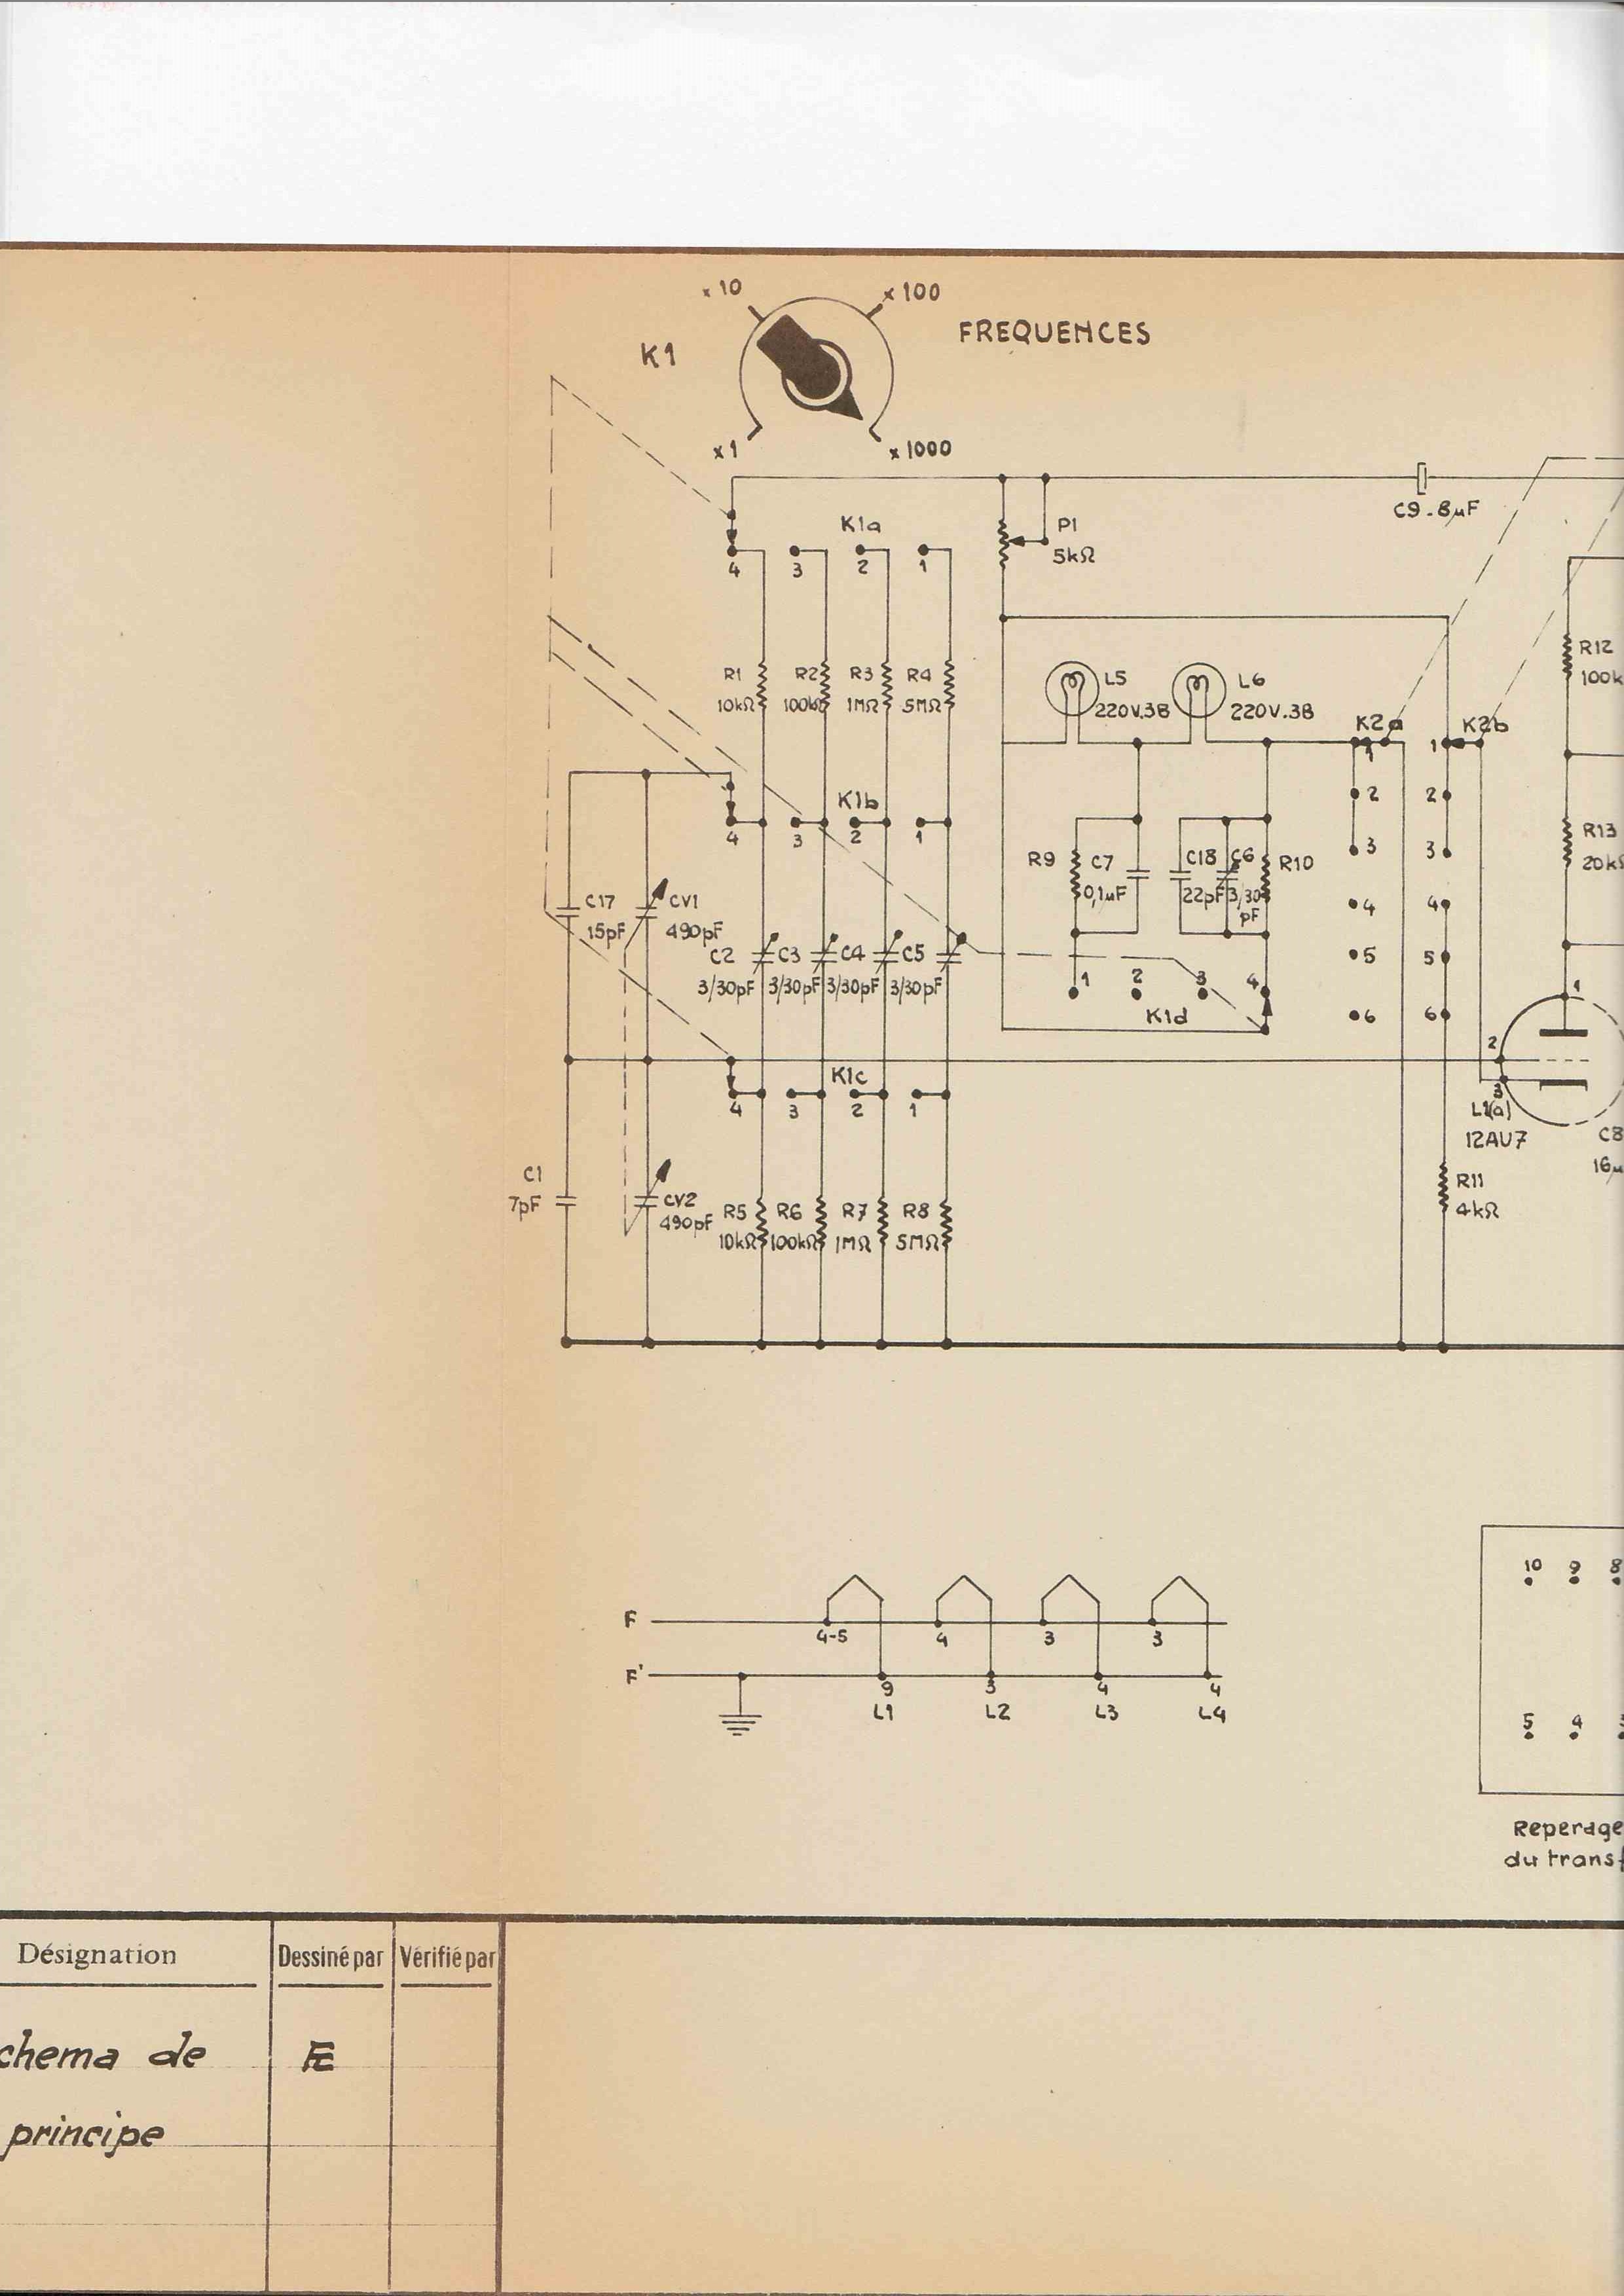 x 10
x 100
FREQUENCES
K1
x 1
x 1000
C9-8µF
K1a
P1
5kΩ
4 3 2 1
R12
R1 R2 R3 R4
10kΩ 100kΩ 1MΩ 5MΩ
L5
220V.3B
L6
220V.3B
K2a
K2b
1 1
2 2
3 3
4 4
5 5
6 6
K1b
4 3 2 1
R13
R9
C7
0,1µF
C18
22pF
C6
3/30
pF
R10
C17
15pF
CV1
490pF
C2 C3 C4 C5
3/30pF 3/30pF 3/30pF 3/30pF
1 2 3 4
K1d
1
2
3
L1(a)
12AU7
C8
K1c
4 3 2 1
C1
7pF
CV2
490pF
R5 R6 R7 R8
10kΩ 100kΩ 1MΩ 5MΩ
R11
4kΩ
10 9 8
F
4-5 4 3 3
F'
9 3 4 4
L1 L2 L3 L4
5 4
Reperage
du transf
Désignation
Dessiné par
Vérifié par
chema de
principe